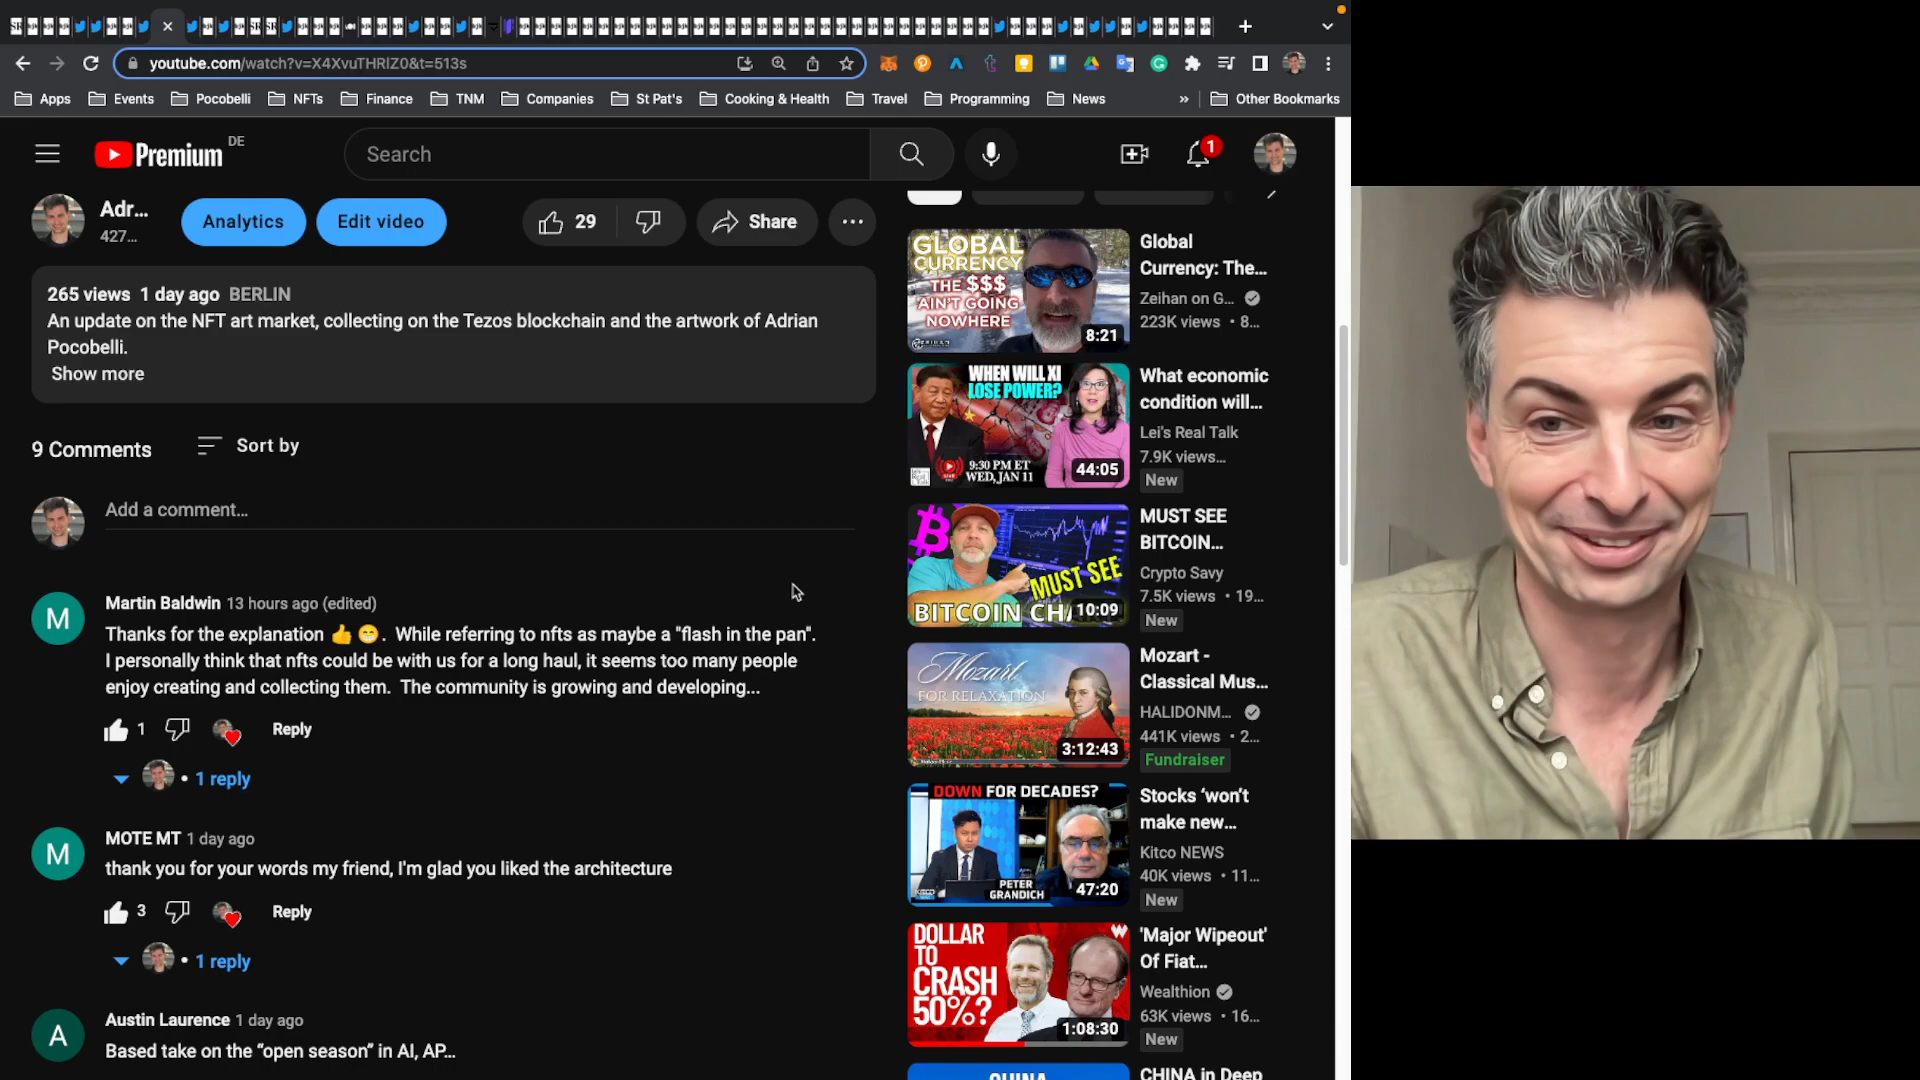 youtube.com/watch?v=X4XvuTHRIZ0&t=513s
Apps
Events
Pocobelli
NFTs
Finance
TNM
Companies
St Pat's
Cooking & Health
Travel
Programming
News
»
Other Bookmarks
Premium DE
Search
1
Adr...
427...
Analytics
Edit video
29
Share
265 views 1 day ago BERLIN
An update on the NFT art market, collecting on the Tezos blockchain and the artwork of Adrian
Pocobelli.
Show more
9 Comments
Sort by
Add a comment...
M
Martin Baldwin 13 hours ago (edited)
Thanks for the explanation 👍😁. While referring to nfts as maybe a "flash in the pan".
I personally think that nfts could be with us for a long haul, it seems too many people
enjoy creating and collecting them. The community is growing and developing...
1
Reply
• 1 reply
M
MOTE MT 1 day ago
thank you for your words my friend, I'm glad you liked the architecture
3
Reply
• 1 reply
A
Austin Laurence 1 day ago
Based take on the “open season” in AI, AP...
GLOBAL
CURRENCY
THE $$$
AIN'T GOING
NOWHERE
8:21
Global
Currency: The...
Zeihan on G...
223K views • 8...
WHEN WILL XI
LOSE POWER?
9:30 PM ET
WED, JAN 11
44:05
What economic
condition will...
Lei's Real Talk
7.9K views...
New
MUST SEE
BITCOIN CHA
10:09
MUST SEE
BITCOIN...
Crypto Savy
7.5K views • 19...
New
Mozart
FOR RELAXATION
3:12:43
Mozart -
Classical Mus...
HALIDONM...
441K views • 2...
Fundraiser
DOWN FOR DECADES?
PETER
GRANDICH
47:20
Stocks ‘won’t
make new...
Kitco NEWS
40K views • 11...
New
DOLLAR
TO
CRASH
50%?
1:08:30
'Major Wipeout'
Of Fiat...
Wealthion
63K views • 16...
New
CHINA
CHINA in Deep